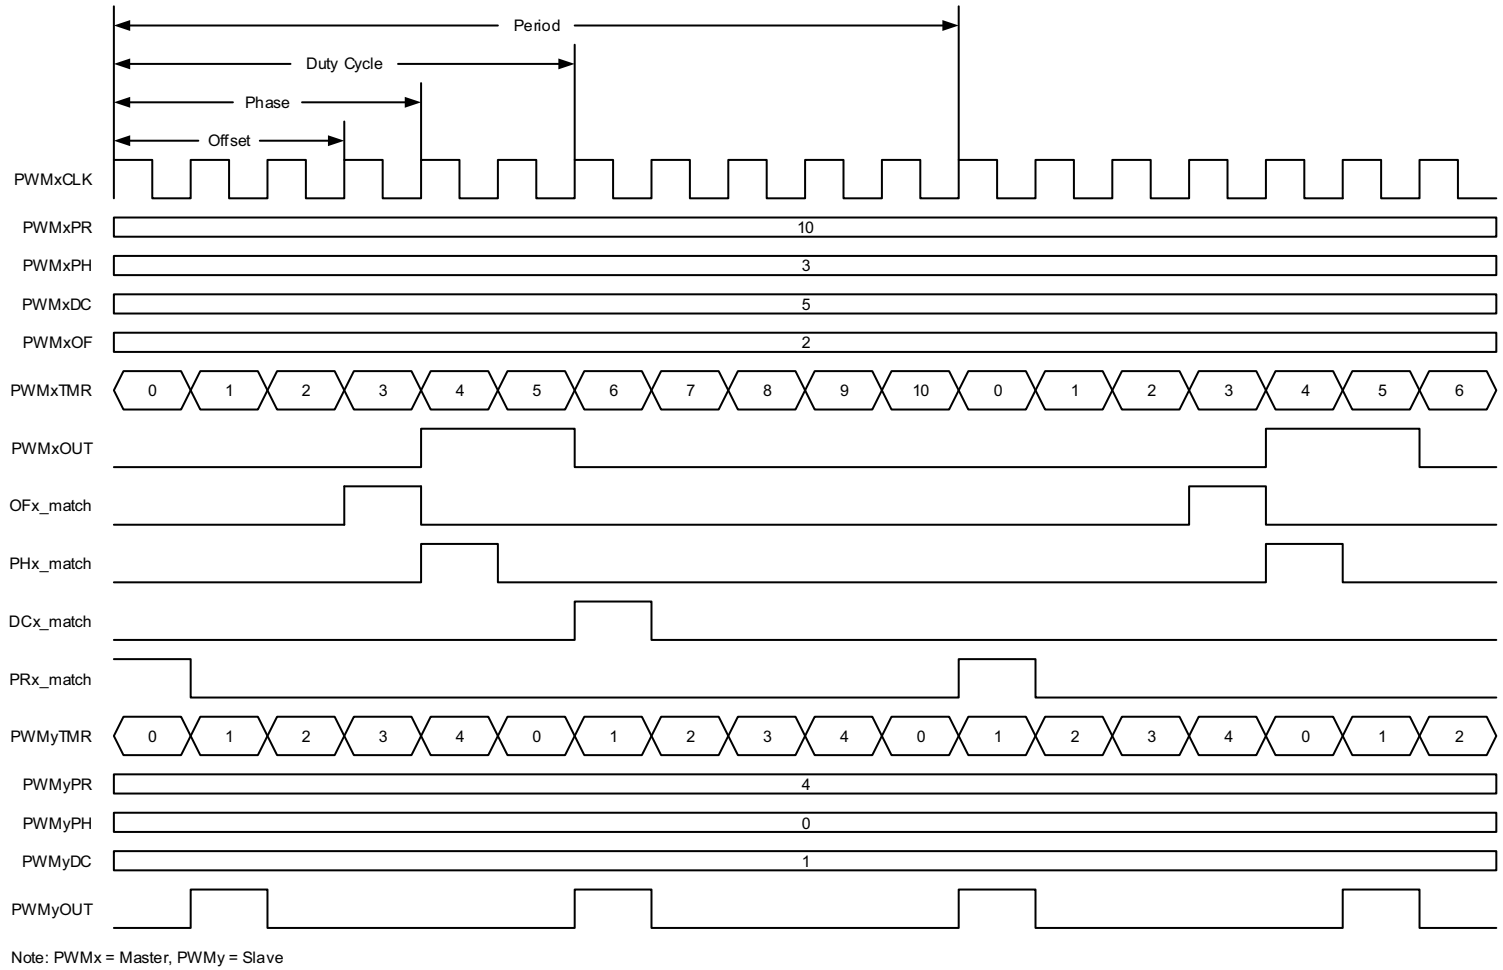 Period
Duty Cycle
Phase
Offset
PWMxCLK
PWMxPR 10
PWMxPH 3
PWMxDC 5
PWMxOF 2
PWMxTMR 0 1 2 3 4 5 6 7 8 9 10 0 1 2 3 4 5 6
PWMxOUT
OFx_match
PHx_match
DCx_match
PRx_match
PWMyTMR 0 1 2 3 4 0 1 2 3 4 0 1 2 3 4 0 1 2
PWMyPR 4
PWMyPH 0
PWMyDC 1
PWMyOUT
Note: PWMx = Master, PWMy = Slave